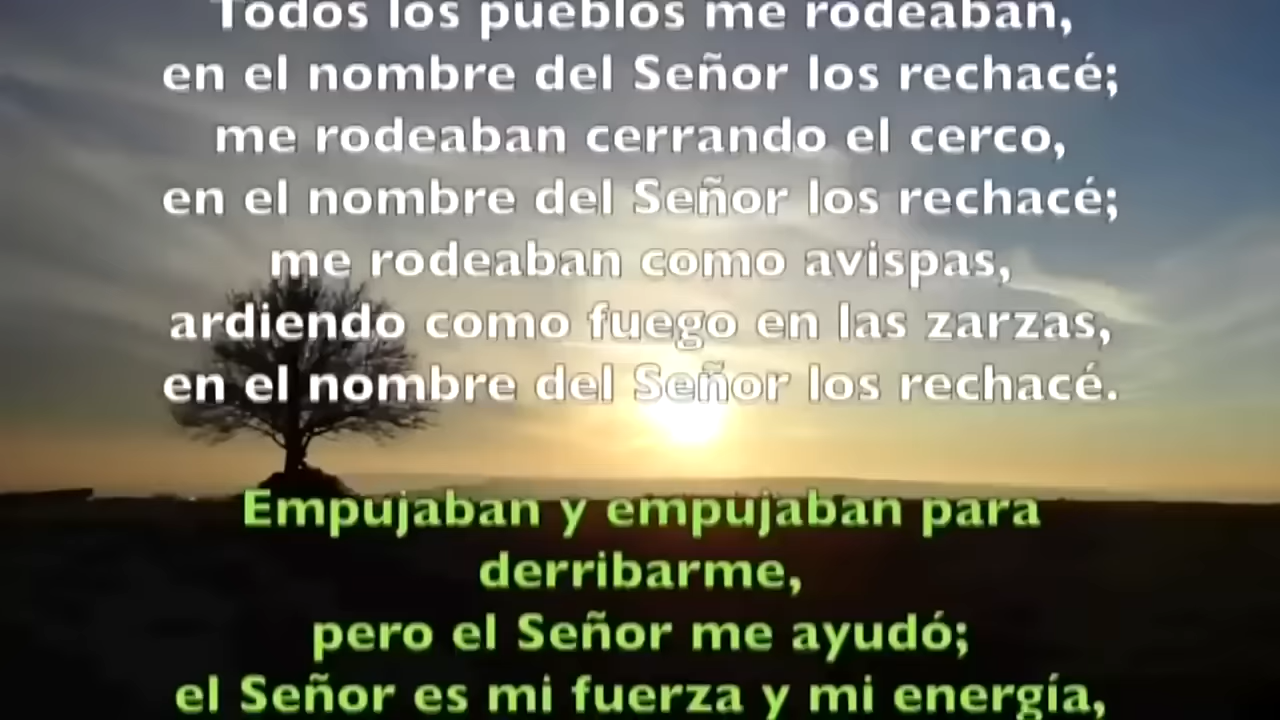 Todos los pueblos me rodeaban,
en el nombre del Señor los rechacé;
me rodeaban cerrando el cerco,
en el nombre del Señor los rechacé;
me rodeaban como avispas,
ardiendo como fuego en las zarzas,
en el nombre del Señor los rechacé.
Empujaban y empujaban para
derribarme,
pero el Señor me ayudó;
el Señor es mi fuerza y mi energía,